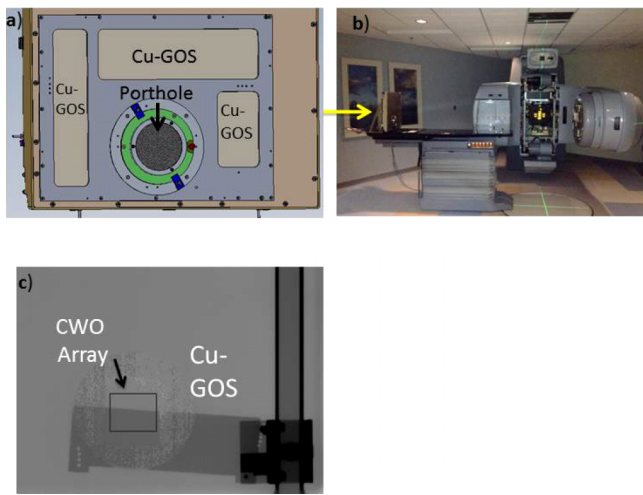 a)
Cu-GOS
Cu-
GOS
Porthole
Cu-
GOS
b)
c)
CWO
Array
Cu-
GOS